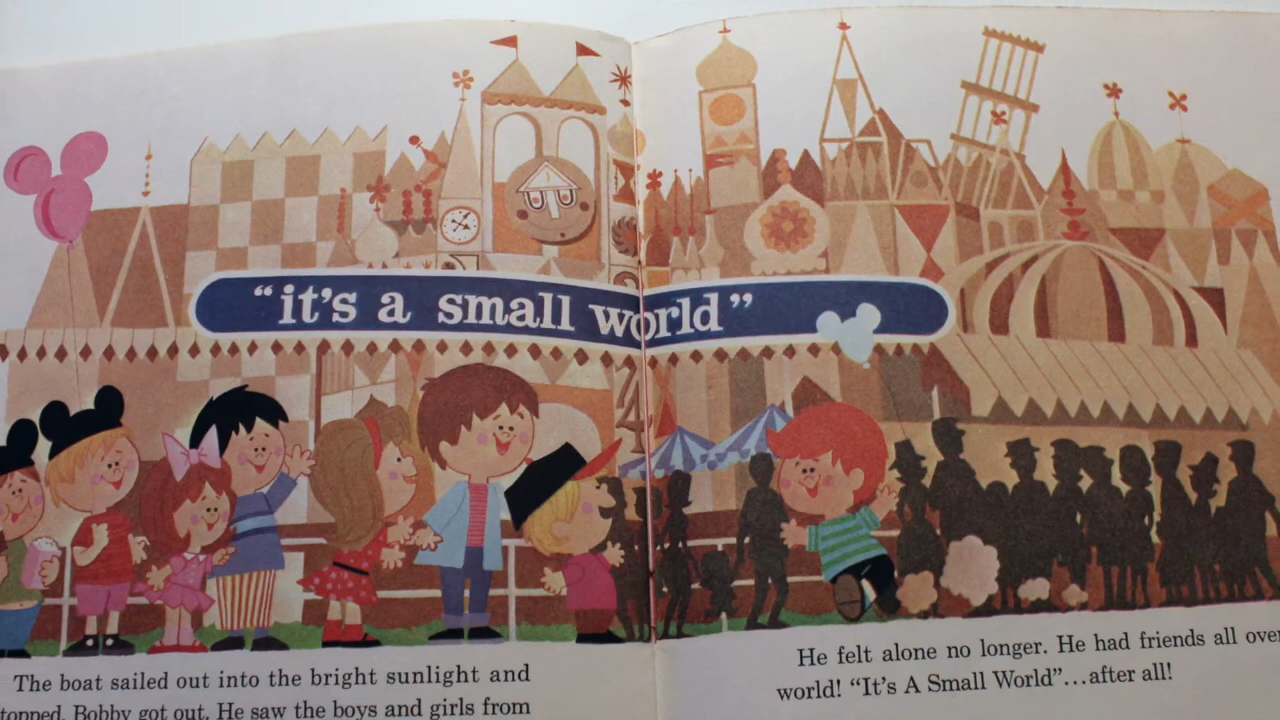 "it's a small world"
The boat sailed out into the bright sunlight and
Bobby got out. He saw the boys and girls from
He felt alone no longer. He had friends all over
world! "It's A Small World"...after all!